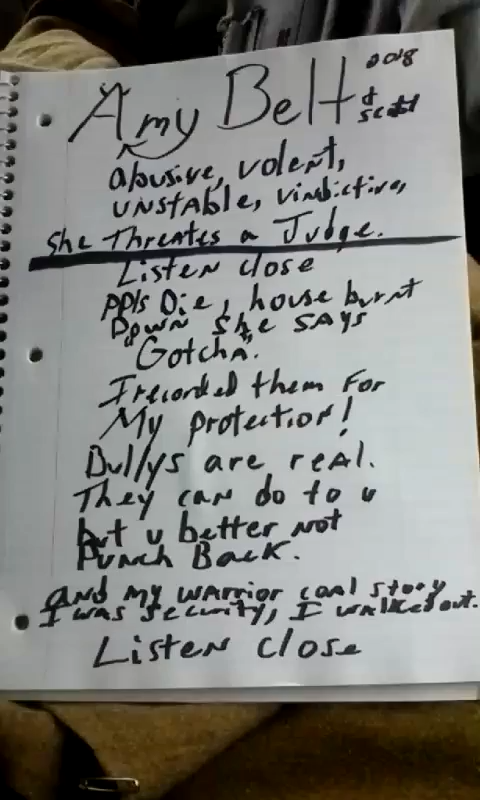 2018
Amy Belt &
Scott
abusive, volent,
UNSTABLE, vindictive,
She Threates a Judge.
Listen close
ppls Die, house burnt
Down she SAYS
"Gotcha".
I recorded them For
My protection!
Bullys are real.
They can do to u
but u better not
Punch Back.
and my warrior coal story
I was security, I walked out.
Listen close